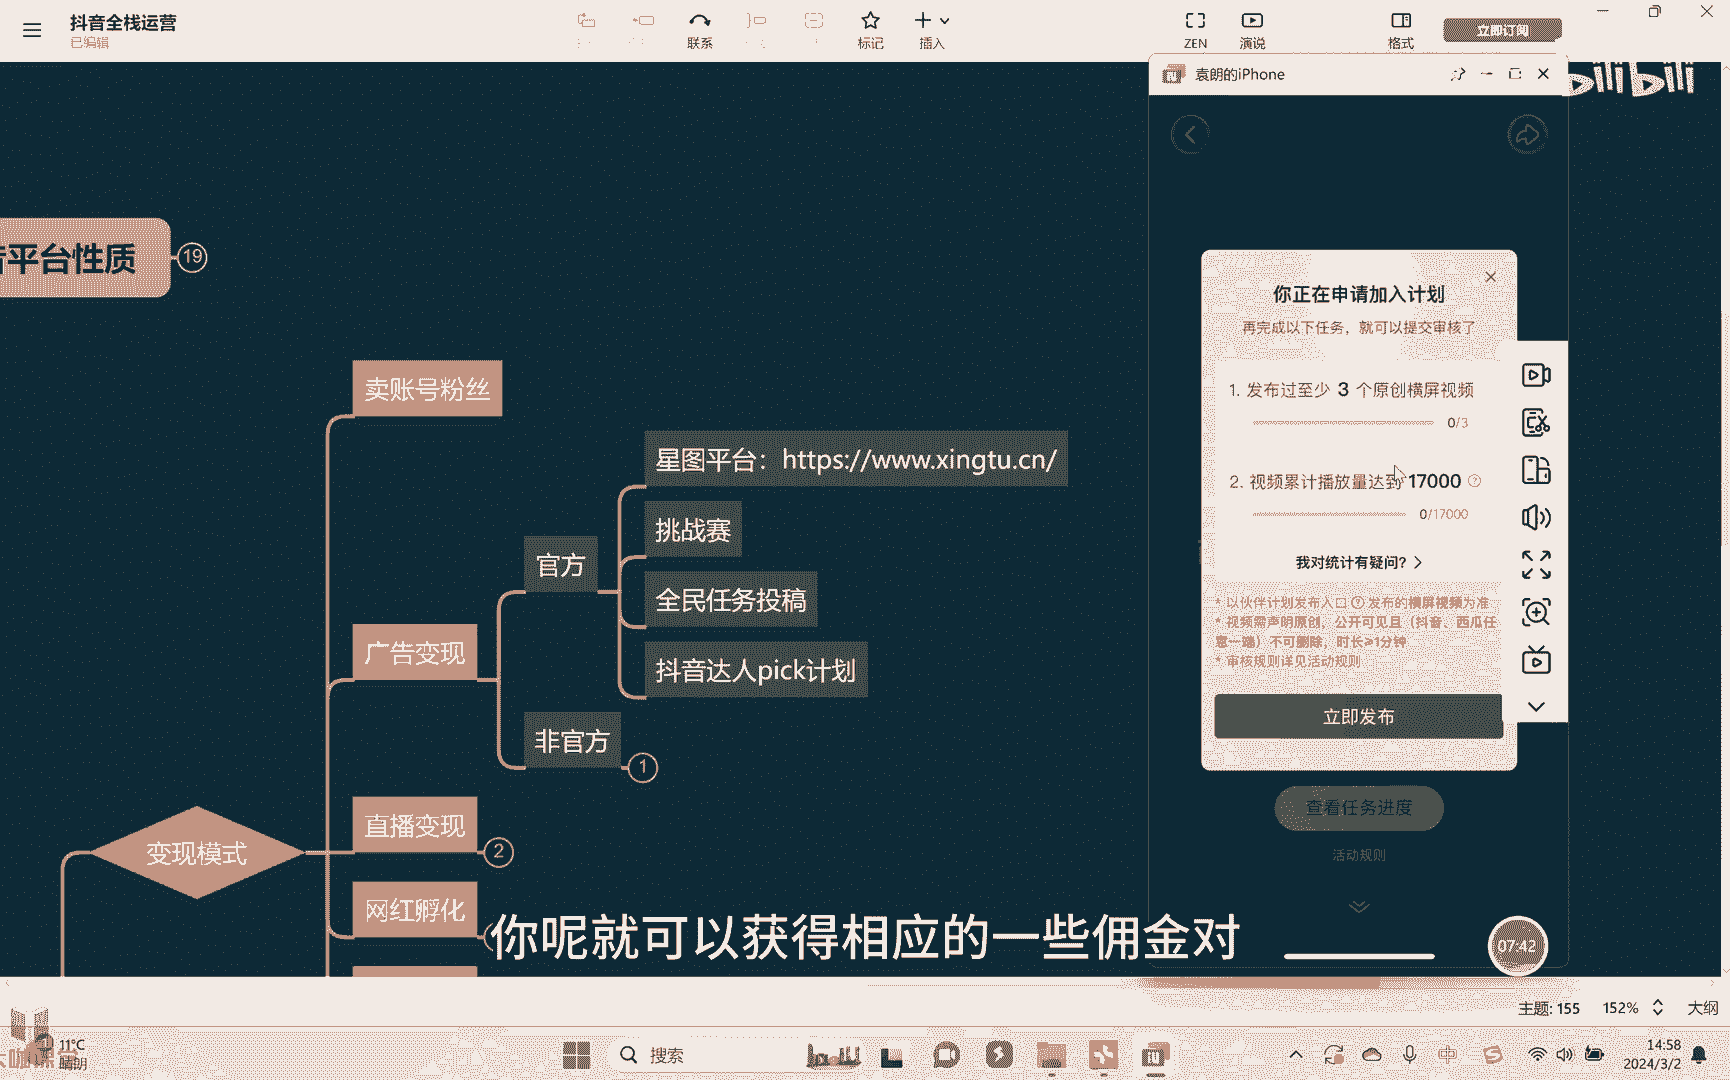 抖音全栈运营
已编辑
联系
标记
插入
ZEN
演说
格式
立即订阅
袁朗的iPhone
bilibili
平台性质
19
卖账号粉丝
星图平台：https://www.xingtu.cn/
挑战赛
官方
全民任务投稿
广告变现
抖音达人pick计划
非官方
1
直播变现
2
变现模式
网红孵化
你正在申请加入计划
再完成以下任务，就可以提交审核了
1. 发布过至少 3 个原创横屏视频
0/3
2. 视频累计播放量达到 17000
0/17000
我对统计有疑问? >
* 以伙伴计划发布入口 ? 发布的横屏视频为准
* 视频需声明原创，公开可见且（抖音、西瓜任
意一端）不可删除，时长≥1分钟
* 审核规则详见活动规则
立即发布
查看任务进度
活动规则
你呢就可以获得相应的一些佣金对
07:42
主题: 155
152%
大纲
11°C
晴朗
搜索
中
14:58
2024/3/2